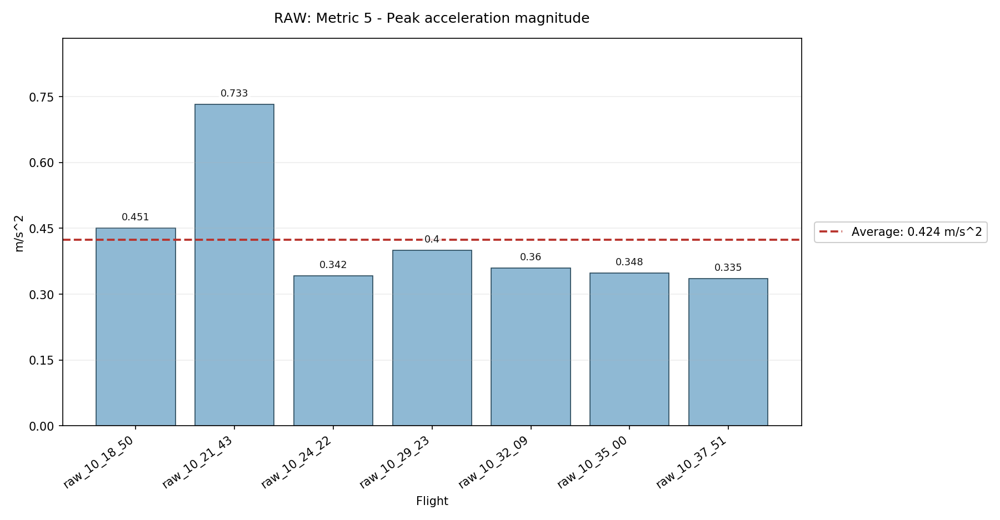 RAW: Metric 5 - Peak acceleration magnitude
m/s^2
0.75
0.60
0.45
0.30
0.15
0.00
0.451
0.733
0.342
0.4
0.36
0.348
0.335
Average: 0.424 m/s^2
raw_10_18_50
raw_10_21_43
raw_10_24_22
raw_10_29_23
raw_10_32_09
raw_10_35_00
raw_10_37_51
Flight